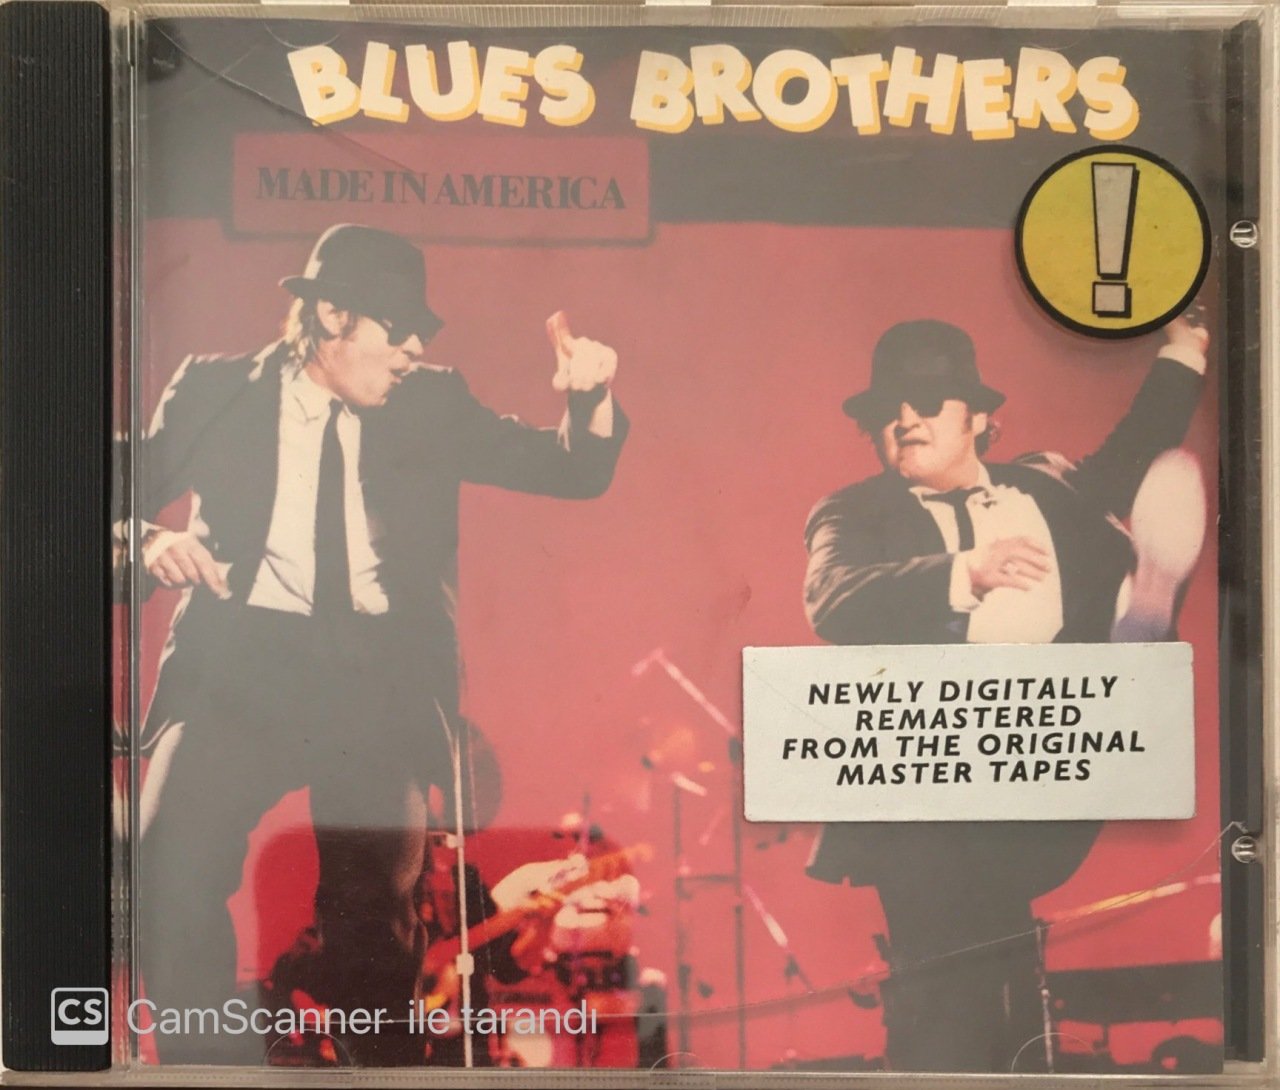 BLUES BROTHERS
MADE IN AMERICA
!
NEWLY DIGITALLY
REMASTERED
FROM THE ORIGINAL
MASTER TAPES
CS CamScanner ile tarandı